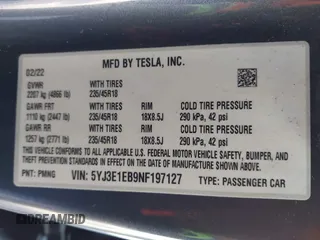 MFD BY TESLA, INC.
02/22
GVWR WITH TIRES
2207 kg (4866 lb) 235/45R18
GAWR FRT WITH TIRES RIM COLD TIRE PRESSURE
1110 kg (2447 lb) 235/45R18 18X8.5J 290 kPa, 42 psi
GAWR RR WITH TIRES RIM COLD TIRE PRESSURE
1257 kg (2771 lb) 235/45R18 18X8.5J 290 kPa, 42 psi
THIS VEHICLE CONFORMS TO ALL APPLICABLE FEDERAL MOTOR
VEHICLE SAFETY, BUMPER, AND THEFT PREVENTION STANDARDS
IN EFFECT ON THE DATE OF MANUFACTURE SHOWN ABOVE.
PNT: PMNG VIN: 5YJ3E1EB9NF197127 TYPE: PASSENGER CAR
IDREAMBID